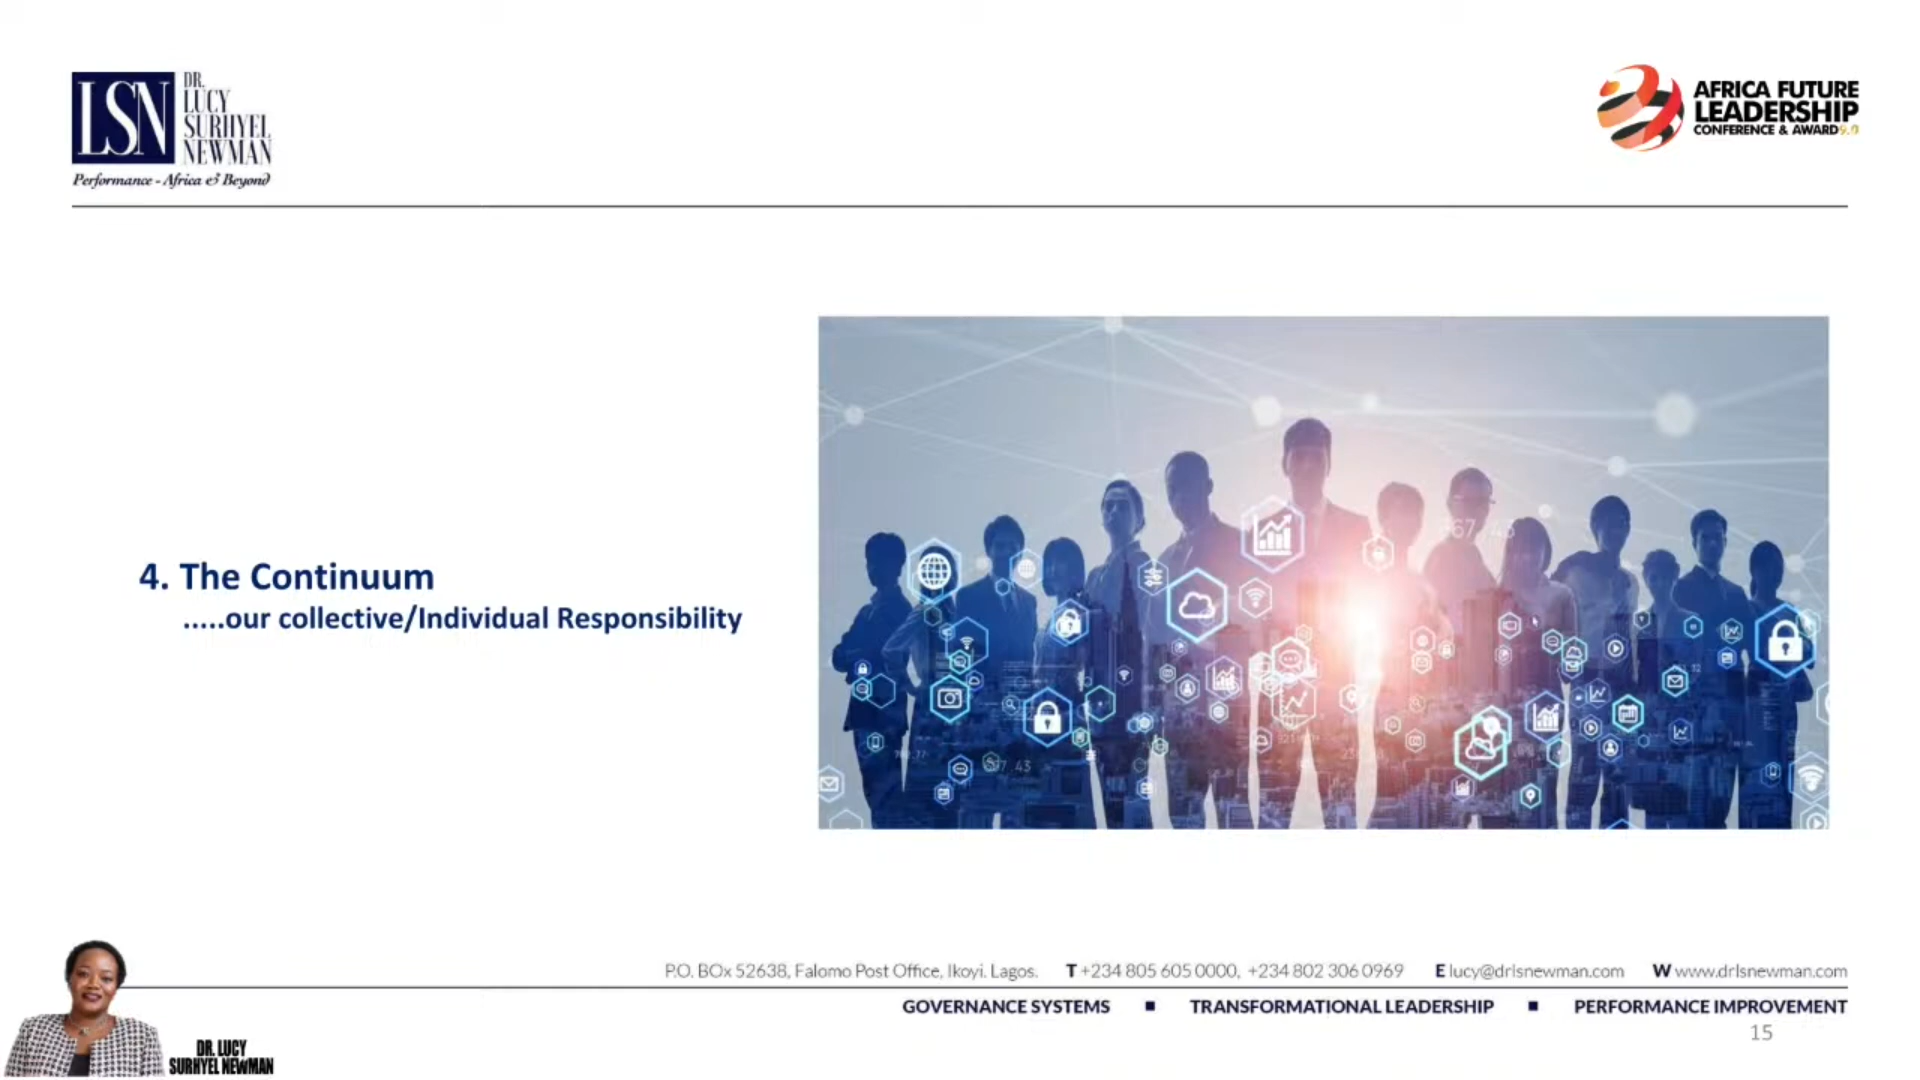 LSN
DR.
LUCY
SURHYEL
NEWMAN
Performance - Africa & Beyond
AFRICA FUTURE
LEADERSHIP
CONFERENCE & AWARD9.0
4. The Continuum
.....our collective/Individual Responsibility
P.O. BOx 52638, Falomo Post Office, Ikoyi. Lagos. T +234 805 605 0000, +234 802 306 0969 E lucy@drlsnewman.com W www.drlsnewman.com
GOVERNANCE SYSTEMS ■ TRANSFORMATIONAL LEADERSHIP ■ PERFORMANCE IMPROVEMENT
15
DR. LUCY
SURHYEL NEWMAN